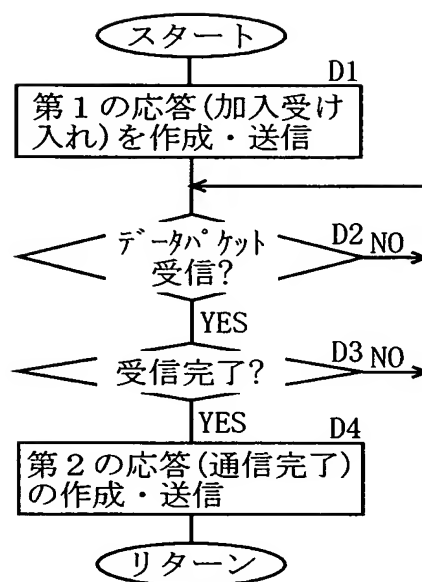 スタート
D1
第1の応答(加入受け
入れ)を作成・送信
データパケット
受信?
D2 NO
YES
受信完了?
D3 NO
YES
D4
第2の応答(通信完了)
の作成・送信
リターン